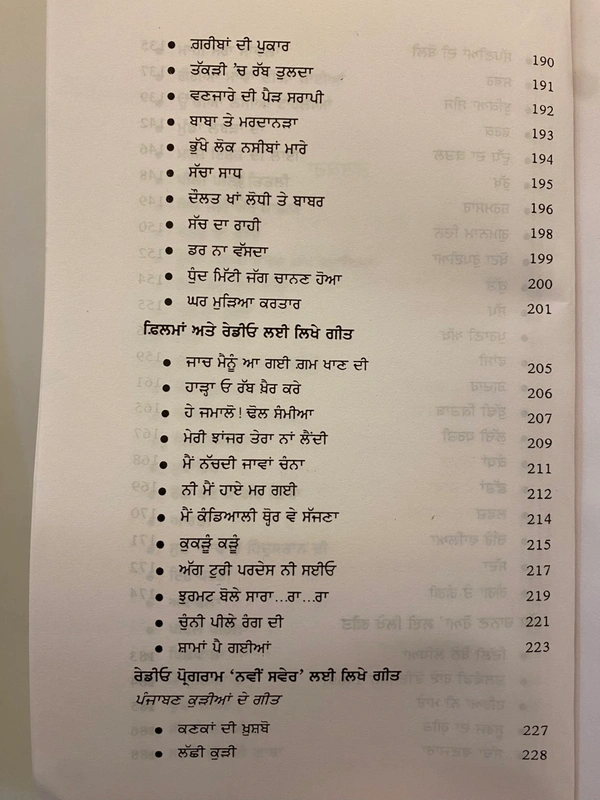 • ਗ਼ਰੀਬਾਂ ਦੀ ਪੁਕਾਰ 190
• ਤੱਕੜੀ 'ਚ ਰੱਬ ਤੁਲਦਾ 191
• ਵਣਜਾਰੇ ਦੀ ਪੈੜ ਸਰਾਪੀ 192
• ਬਾਬਾ ਤੇ ਮਰਦਾਨੜਾ 193
• ਭੁੱਖੇ ਲੋਕ ਨਸੀਬਾਂ ਮਾਰੇ 194
• ਸੱਚਾ ਸਾਧ 195
• ਦੌਲਤ ਖਾਂ ਲੋਧੀ ਤੇ ਬਾਬਰ 196
• ਸੱਚ ਦਾ ਰਾਹੀ 198
• ਡਰ ਨਾ ਵੱਸਦਾ 199
• ਧੁੰਦ ਮਿੱਟੀ ਜੱਗ ਚਾਨਣ ਹੋਆ 200
• ਘਰ ਮੁੜਿਆ ਕਰਤਾਰ 201
ਫ਼ਿਲਮਾਂ ਅਤੇ ਰੇਡੀਓ ਲਈ ਲਿਖੇ ਗੀਤ
• ਜਾਚ ਮੈਨੂੰ ਆ ਗਈ ਗ਼ਮ ਖਾਣ ਦੀ 205
• ਹਾੜ੍ਹਾ ਓ ਰੱਬ ਖ਼ੈਰ ਕਰੇ 206
• ਹੇ ਜਮਾਲੋ! ਢੋਲ ਸੰਮੀਆ 207
• ਮੇਰੀ ਝਾਂਜਰ ਤੇਰਾ ਨਾਂ ਲੈਂਦੀ 209
• ਮੈਂ ਨੱਚਦੀ ਜਾਵਾਂ ਚੰਨਾ 211
• ਨੀ ਮੈਂ ਹਾਏ ਮਰ ਗਈ 212
• ਮੈਂ ਕੰਡਿਆਲੀ ਥ੍ਹੋਰ ਵੇ ਸੱਜਣਾ 214
• ਕੁਕੜੂੰ ਕੜੂੰ 215
• ਅੱਗ ਟੁਰੀ ਪਰਦੇਸ ਨੀ ਸਈਓ 217
• ਝੁਰਮਟ ਬੋਲੇ ਸਾਰਾ...ਰਾ...ਰਾ 219
• ਚੁੰਨੀ ਪੀਲੇ ਰੰਗ ਦੀ 221
• ਸ਼ਾਮਾਂ ਪੈ ਗਈਆਂ 223
ਰੇਡੀਓ ਪ੍ਰੋਗਰਾਮ 'ਨਵੀਂ ਸਵੇਰ' ਲਈ ਲਿਖੇ ਗੀਤ
ਪੰਜਾਬਣ ਕੁੜੀਆਂ ਦੇ ਗੀਤ
• ਕਣਕਾਂ ਦੀ ਖ਼ੁਸ਼ਬੋ 227
• ਲੱਛੀ ਕੁੜੀ 228